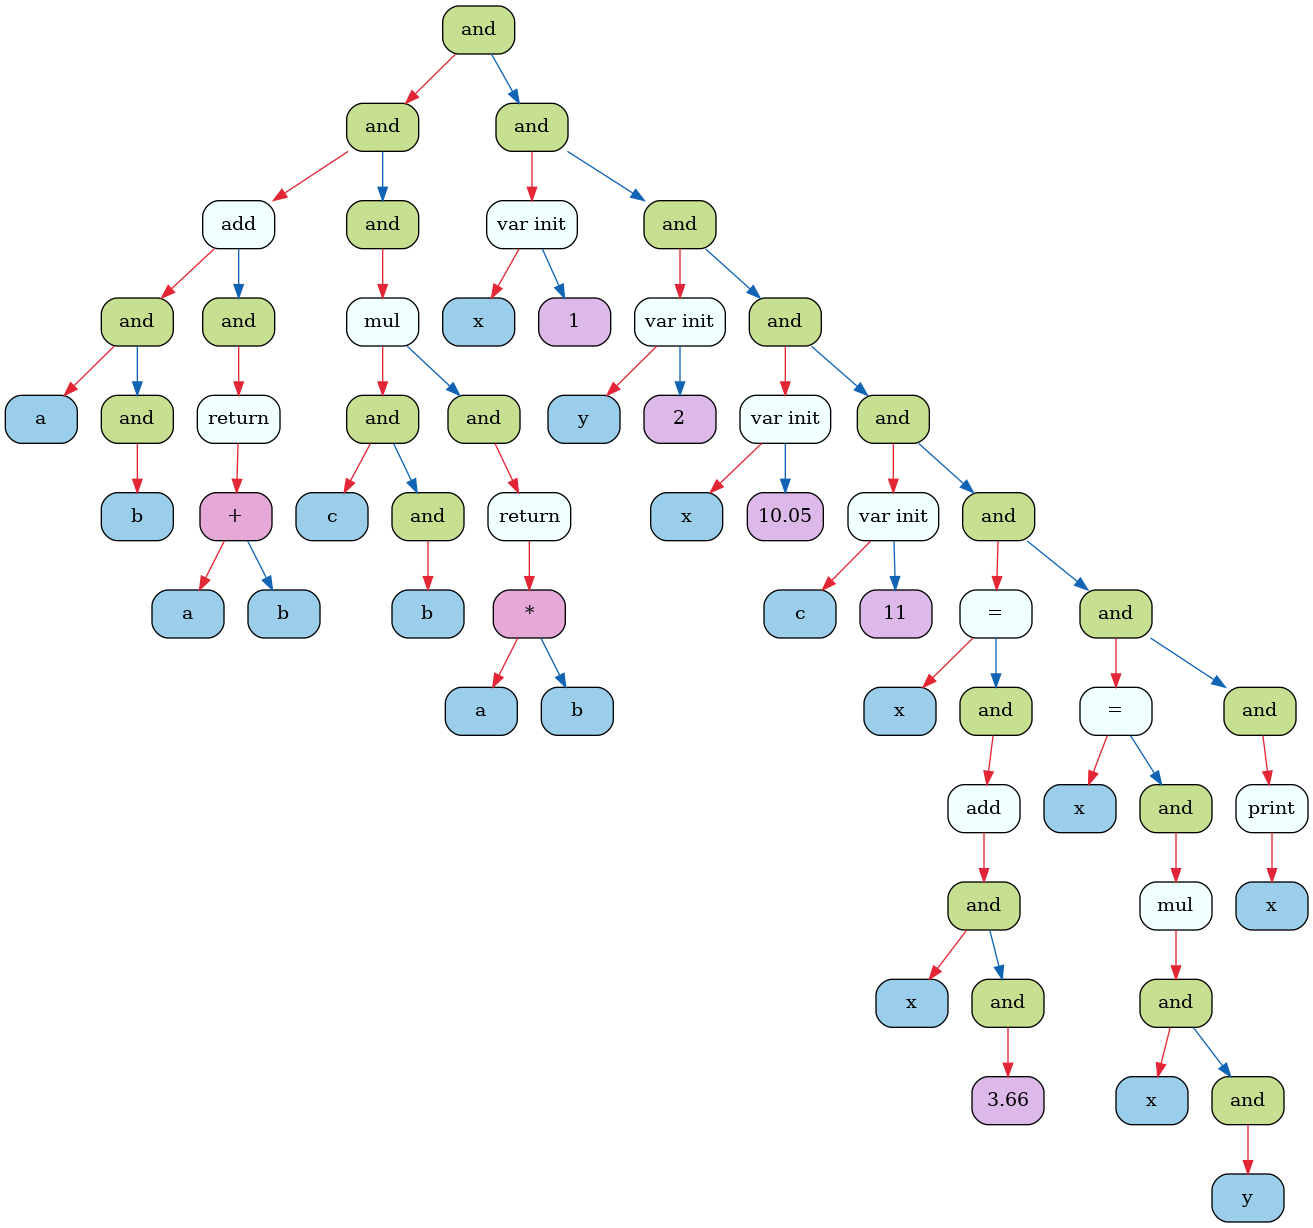 and
and and
add and var init and
and and mul x 1 var init and
a and return and and y 2 var init and
b + c and return x 10.05 var init and
a b b * c 11 = and
a b x and = and
add x and print
and mul x
x and and
3.66 x and
y